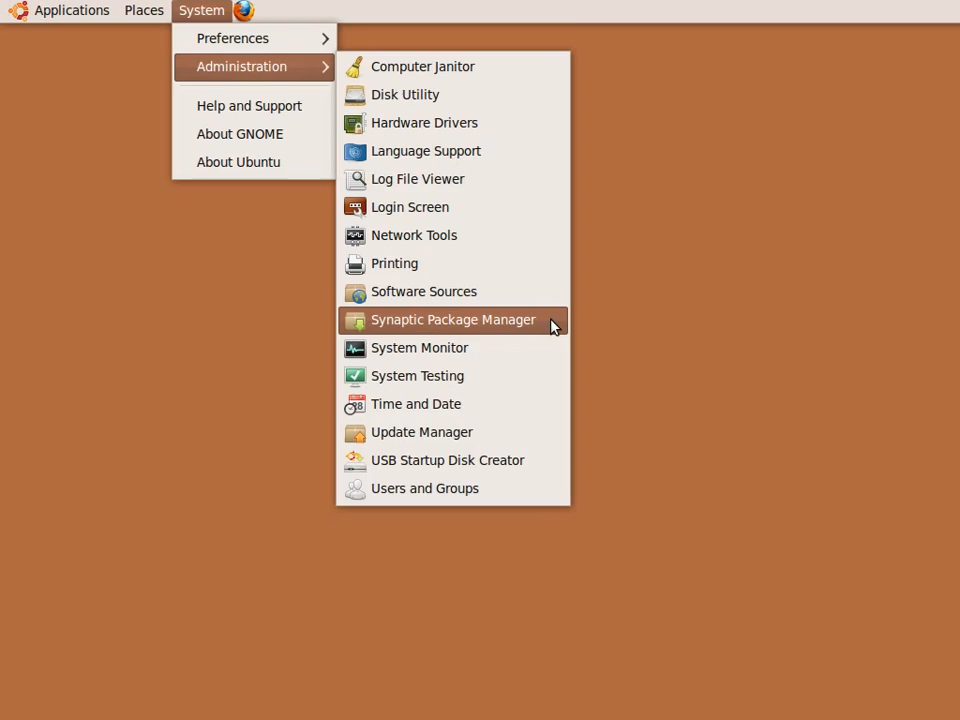 Applications Places System
Preferences
Administration
Help and Support
About GNOME
About Ubuntu
Computer Janitor
Disk Utility
Hardware Drivers
Language Support
Log File Viewer
Login Screen
Network Tools
Printing
Software Sources
Synaptic Package Manager
System Monitor
System Testing
Time and Date
Update Manager
USB Startup Disk Creator
Users and Groups